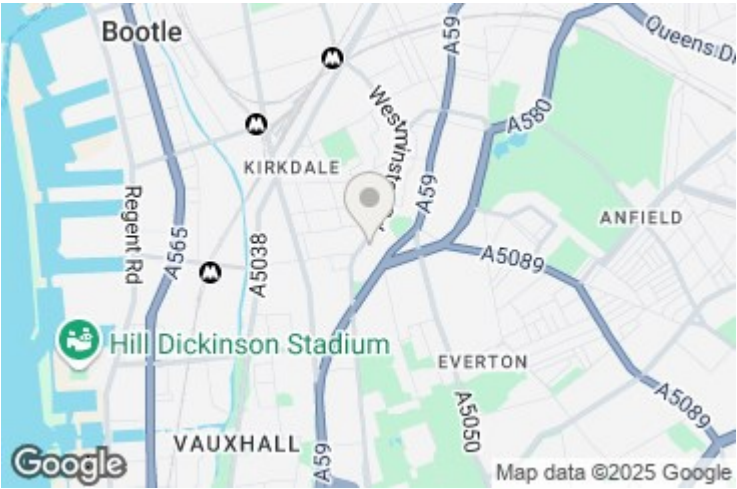 Bootle
A59
Queens Dr
Westminster
A580
KIRKDALE
Regent Rd
A565
A5038
A59
ANFIELD
A5089
Hill Dickinson Stadium
EVERTON
A5050
A5089
VAUXHALL
A59
Google
Map data ©2025 Google